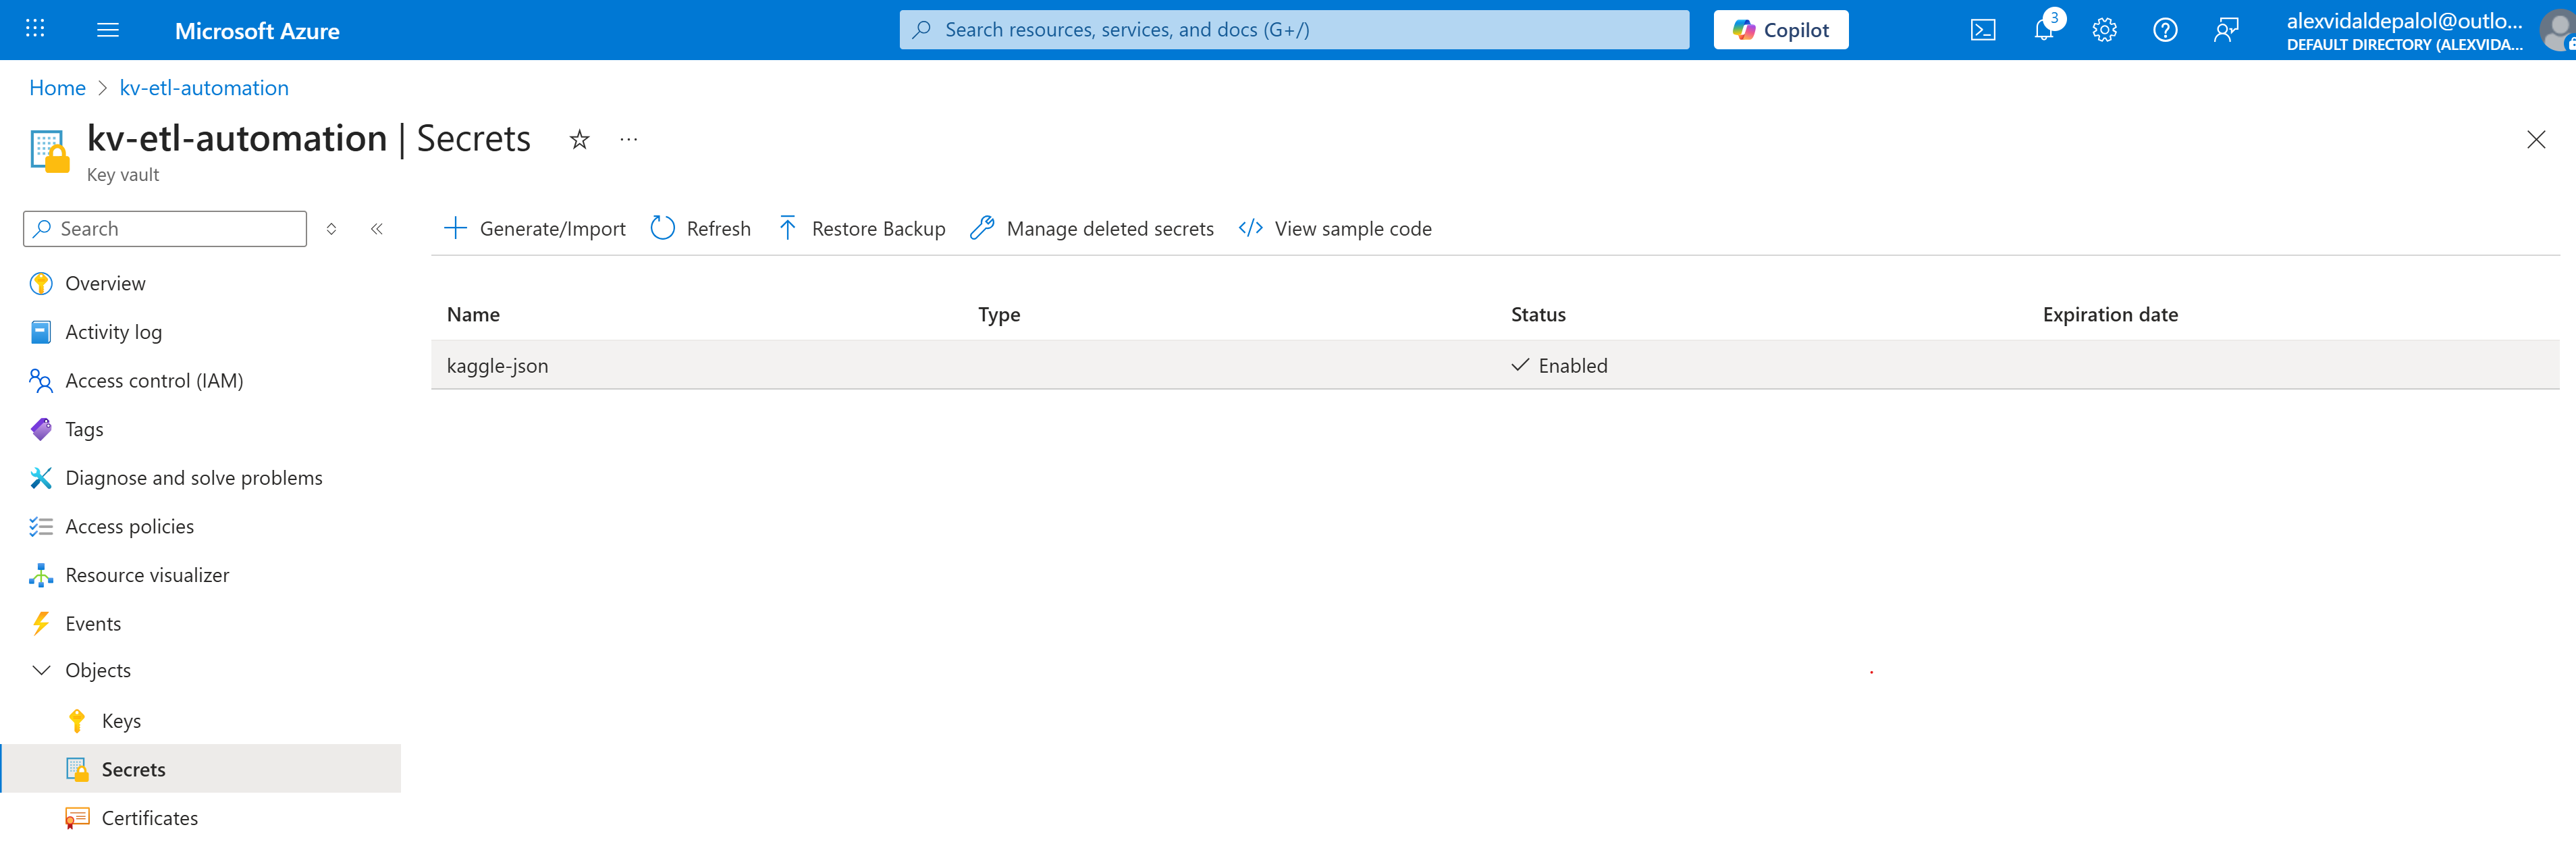 Microsoft Azure
Search resources, services, and docs (G+/)
Copilot
3
alexvidaldepalol@outlo...
DEFAULT DIRECTORY (ALEXVIDA...
Home > kv-etl-automation
kv-etl-automation | Secrets
Key vault
Search
Generate/Import
Refresh
Restore Backup
Manage deleted secrets
View sample code
Overview
Activity log
Access control (IAM)
Tags
Diagnose and solve problems
Access policies
Resource visualizer
Events
Objects
Keys
Secrets
Certificates
Name Type Status Expiration date
kaggle-json Enabled